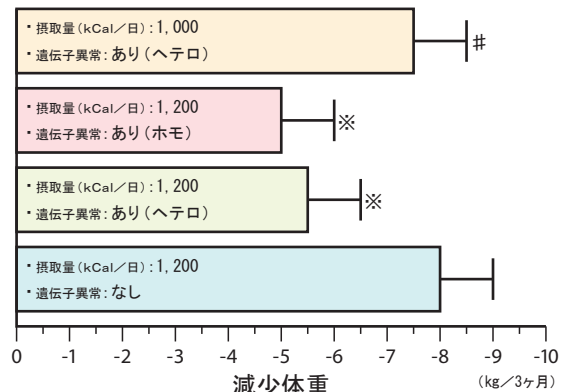 ・摂取量(kCal／日):1,000
・遺伝子異常:あり(ヘテロ)
♯
・摂取量(kCal／日):1,200
・遺伝子異常:あり(ホモ)
※
・摂取量(kCal／日):1,200
・遺伝子異常:あり(ヘテロ)
※
・摂取量(kCal／日):1,200
・遺伝子異常:なし
0 -1 -2 -3 -4 -5 -6 -7 -8 -9 -10
減少体重 (kg／3ヶ月)